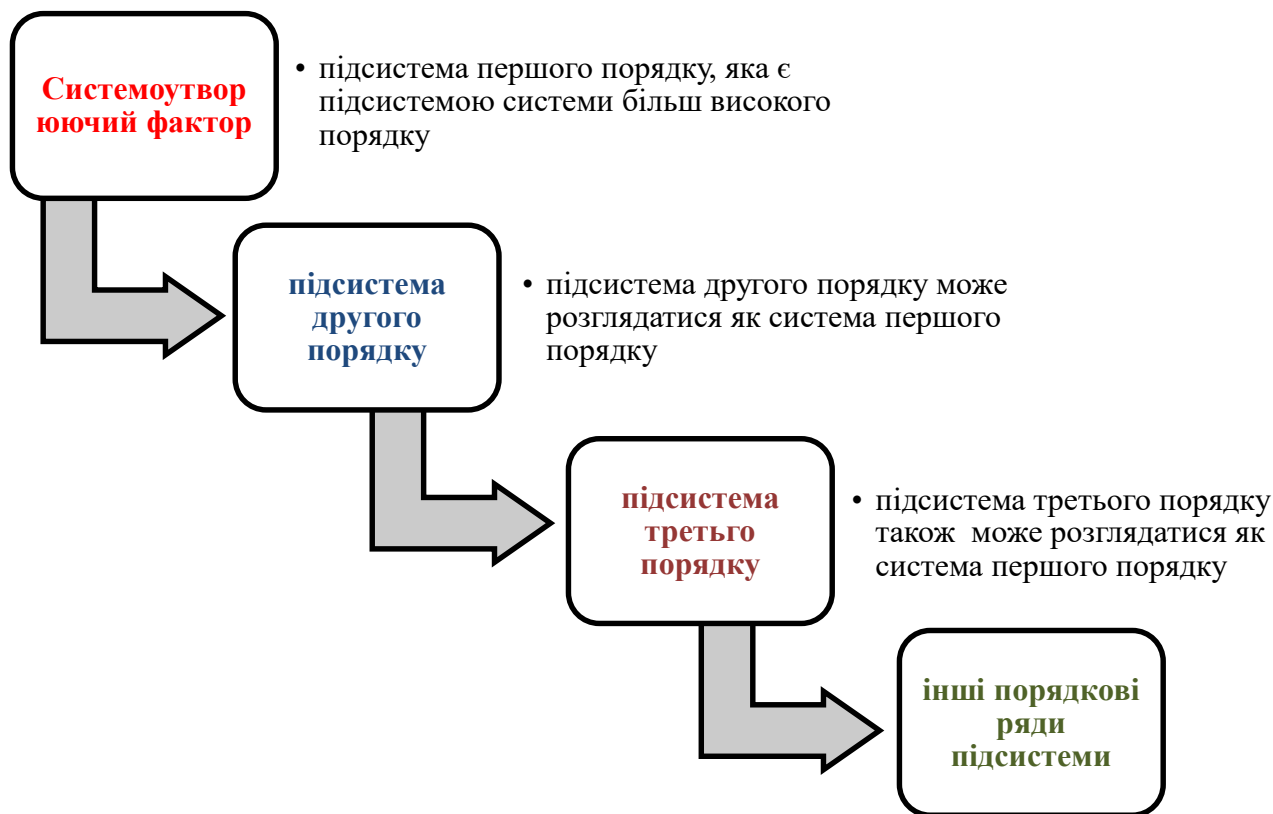 Системоутвор
юючий фактор
• підсистема першого порядку, яка є
підсистемою системи більш високого
порядку
підсистема
другого
порядку
• підсистема другого порядку може
розглядатися як система першого
порядку
підсистема
третьго
порядку
• підсистема третього порядку
також може розглядатися як
система першого порядку
інші порядкові
ряди
підсистеми